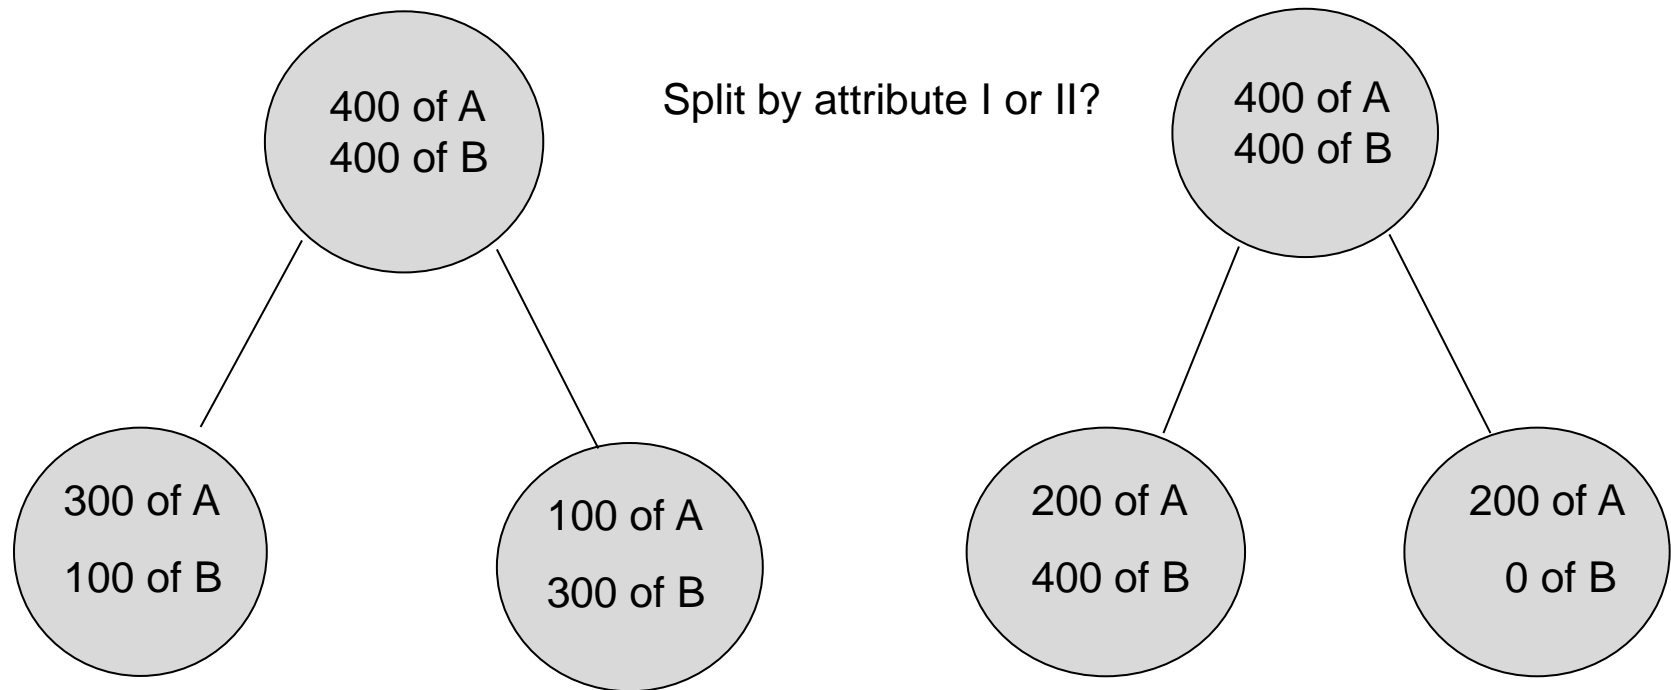 400 of A
400 of B
Split by attribute I or II?
400 of A
400 of B
300 of A
100 of B
100 of A
300 of B
200 of A
400 of B
200 of A
0 of B